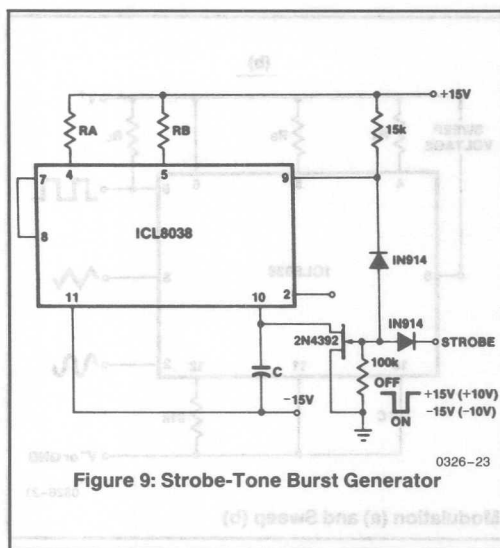 +15V
RA
RB
15k
4
5
9
7
8
ICL8038
IN914
11
10
2
IN914
2N4392
STROBE
C
100k
OFF
+15V (+10V)
-15V
-15V (-10V)
ON
0326-23
Figure 9: Strobe-Tone Burst Generator